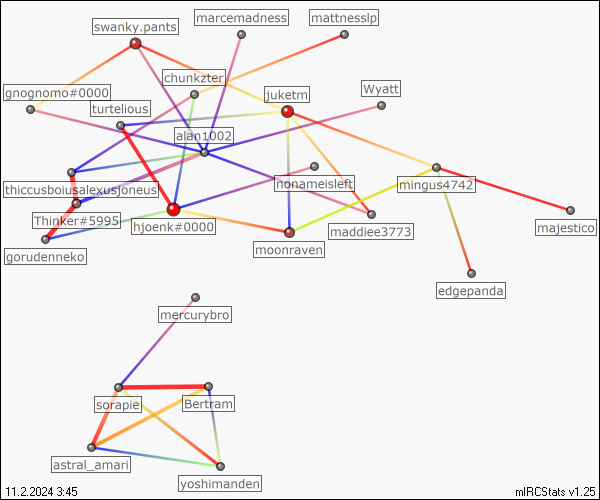 marcemadness
mattnesslp
swanky.pants
chunkzter
Wyatt
gnognomo#0000
juketm
turtelious
alan1002
thiccusboiusalexusjoneus
nonameisleft
mingus4742
Thinker#5995
hjoenk#0000
maddiee3773
majestico
gorudenneko
moonraven
edgepanda
mercurybro
sorapie
Bertram
astral_amari
yoshimanden
11.2.2024 3:45
mIRCStats v1.25